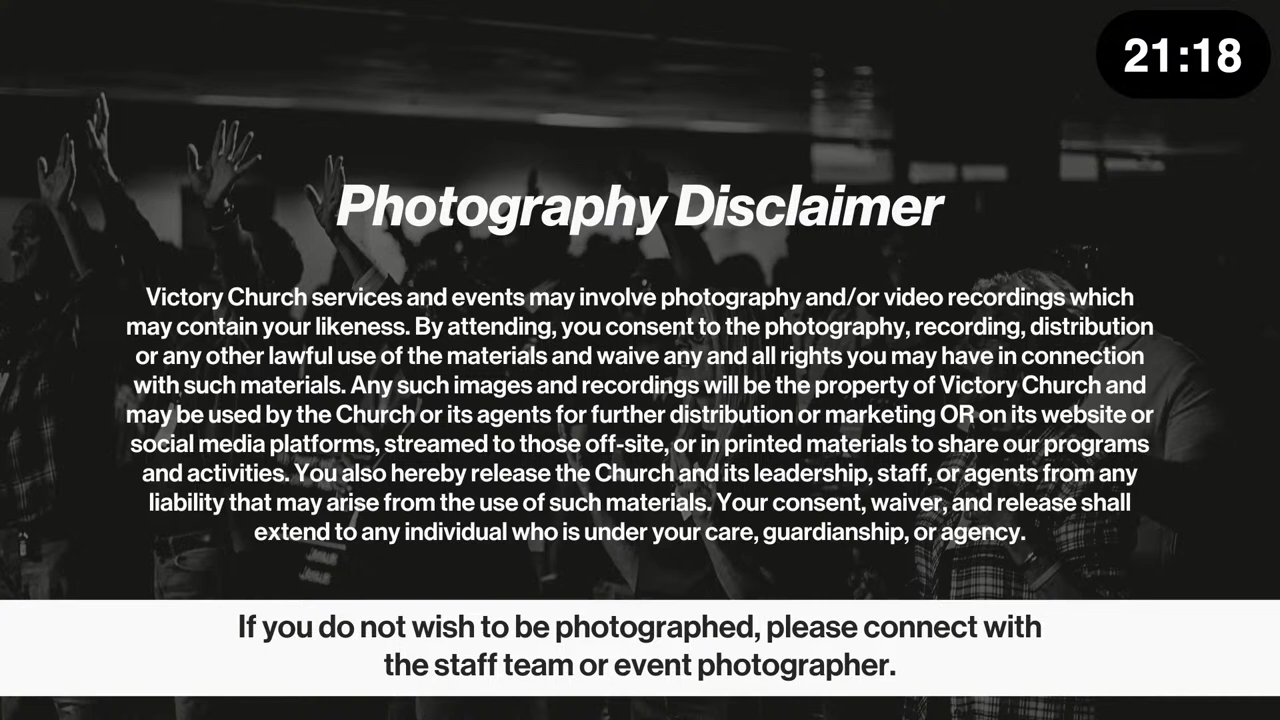 21:18
Photography Disclaimer
Victory Church services and events may involve photography and/or video recordings which
may contain your likeness. By attending, you consent to the photography, recording, distribution
or any other lawful use of the materials and waive any and all rights you may have in connection
with such materials. Any such images and recordings will be the property of Victory Church and
may be used by the Church or its agents for further distribution or marketing OR on its website or
social media platforms, streamed to those off-site, or in printed materials to share our programs
and activities. You also hereby release the Church and its leadership, staff, or agents from any
liability that may arise from the use of such materials. Your consent, waiver, and release shall
extend to any individual who is under your care, guardianship, or agency.
If you do not wish to be photographed, please connect with
the staff team or event photographer.